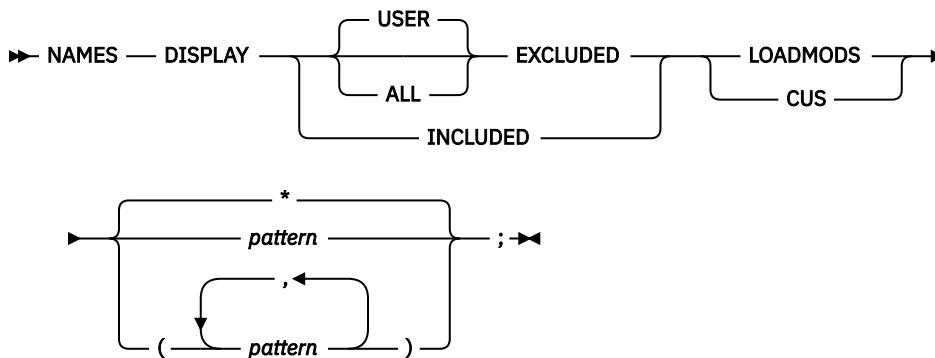 USER
NAMES DISPLAY EXCLUDED LOADMODS
ALL CUS
INCLUDED
*
pattern ;
,
( pattern )